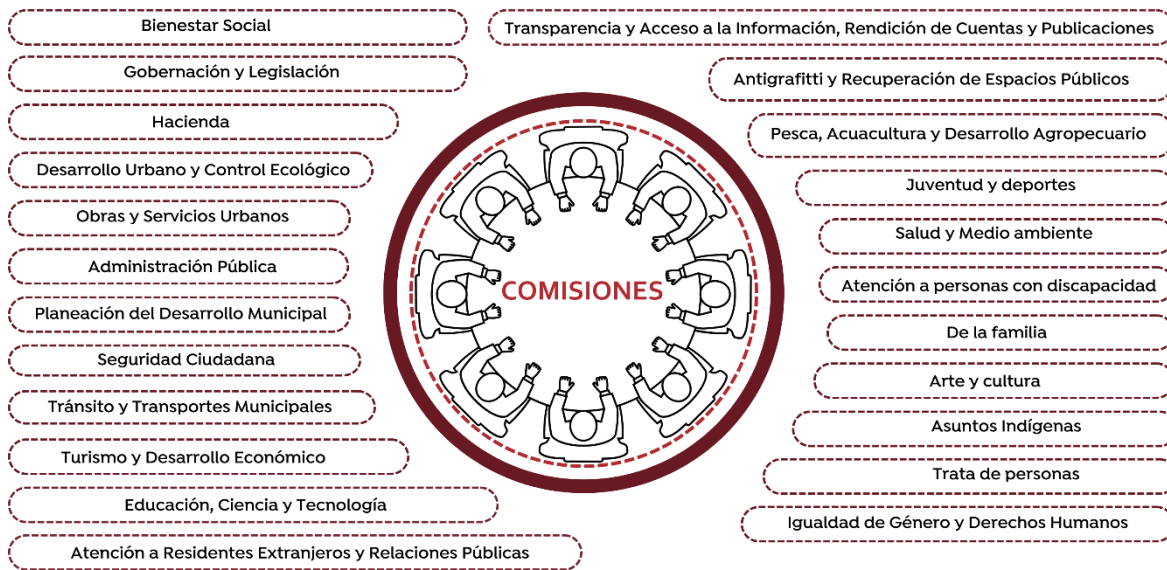 Bienestar Social
Gobernación y Legislación
Hacienda
Desarrollo Urbano y Control Ecológico
Obras y Servicios Urbanos
Administración Pública
Planeación del Desarrollo Municipal
Seguridad Ciudadana
Tránsito y Transportes Municipales
Turismo y Desarrollo Económico
Educación, Ciencia y Tecnología
Atención a Residentes Extranjeros y Relaciones Públicas
COMISIONES
Transparencia y Acceso a la Información, Rendición de Cuentas y Publicaciones
Antigrafitti y Recuperación de Espacios Públicos
Pesca, Acuacultura y Desarrollo Agropecuario
Juventud y deportes
Salud y Medio ambiente
Atención a personas con discapacidad
De la familia
Arte y cultura
Asuntos Indígenas
Trata de personas
Igualdad de Género y Derechos Humanos